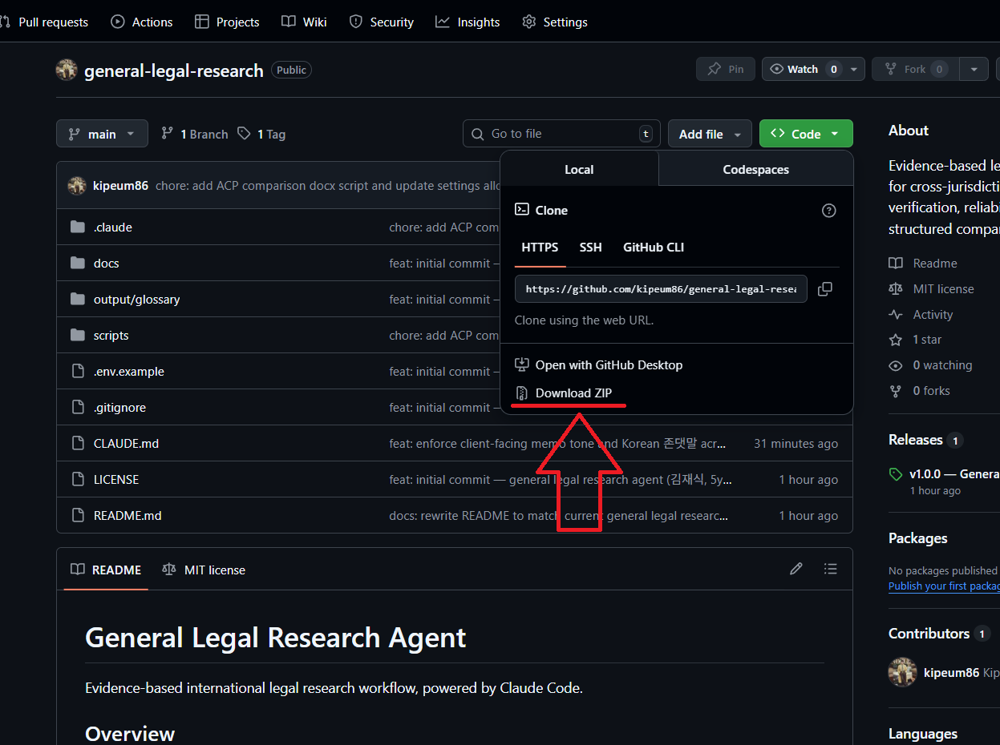 Pull requests Actions Projects Wiki Security Insights Settings
general-legal-research Public Pin Watch 0 Fork 0
main 1 Branch 1 Tag Go to file t Add file Code
kipeum86 chore: add ACP comparison docx script and update settings allo
.claude chore: add ACP com
docs feat: initial commit —
output/glossary feat: initial commit —
scripts chore: add ACP com
.env.example feat: initial commit —
.gitignore feat: initial commit —
CLAUDE.md feat: enforce client-facing memo tone and Korean 존댓말 acr... 31 minutes ago
LICENSE feat: initial commit — general legal research agent (김재식, 5y... 1 hour ago
README.md docs: rewrite README to match current general legal researc... 1 hour ago
Local Codespaces
Clone
HTTPS SSH GitHub CLI
https://github.com/kipeum86/general-legal-resea
Clone using the web URL.
Open with GitHub Desktop
Download ZIP
README MIT license
General Legal Research Agent
Evidence-based international legal research workflow, powered by Claude Code.
Overview
About
Evidence-based le
for cross-jurisdicti
verification, reliabi
structured compar
Readme
MIT license
Activity
1 star
0 watching
0 forks
Releases 1
v1.0.0 — Genera
1 hour ago
Packages
No packages published
Publish your first packag
Contributors 1
kipeum86 Kip
Languages